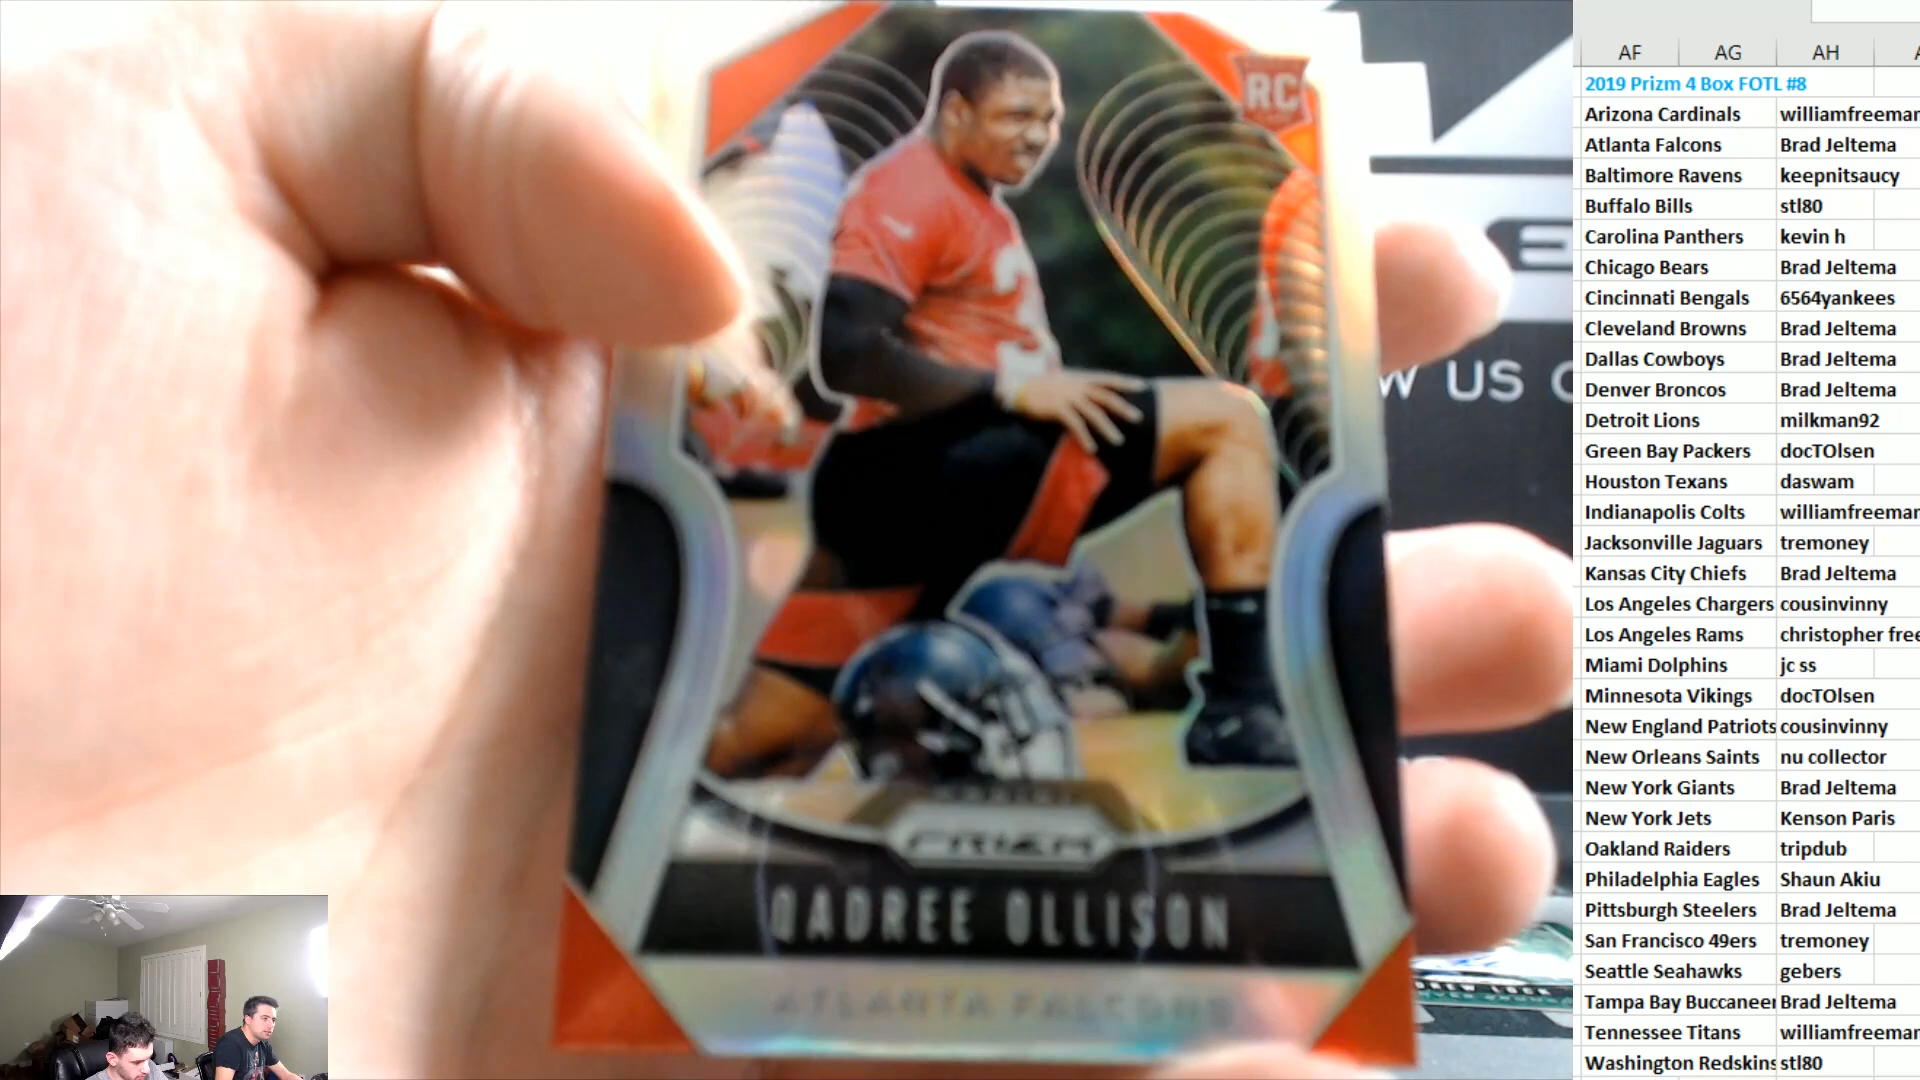 RC
PRIZM
QADREE OLLISON
ATLANTA FALCONS
W US
AF AG AH
2019 Prizm 4 Box FOTL #8
Arizona Cardinals williamfreeman
Atlanta Falcons Brad Jeltema
Baltimore Ravens keepnitsaucy
Buffalo Bills stl80
Carolina Panthers kevin h
Chicago Bears Brad Jeltema
Cincinnati Bengals 6564yankees
Cleveland Browns Brad Jeltema
Dallas Cowboys Brad Jeltema
Denver Broncos Brad Jeltema
Detroit Lions milkman92
Green Bay Packers docTOlsen
Houston Texans daswam
Indianapolis Colts williamfreeman
Jacksonville Jaguars tremoney
Kansas City Chiefs Brad Jeltema
Los Angeles Chargers cousinvinny
Los Angeles Rams christopher free
Miami Dolphins jc ss
Minnesota Vikings docTOlsen
New England Patriots cousinvinny
New Orleans Saints nu collector
New York Giants Brad Jeltema
New York Jets Kenson Paris
Oakland Raiders tripdub
Philadelphia Eagles Shaun Akiu
Pittsburgh Steelers Brad Jeltema
San Francisco 49ers tremoney
Seattle Seahawks gebers
Tampa Bay Buccaneer Brad Jeltema
Tennessee Titans williamfreeman
Washington Redskins stl80